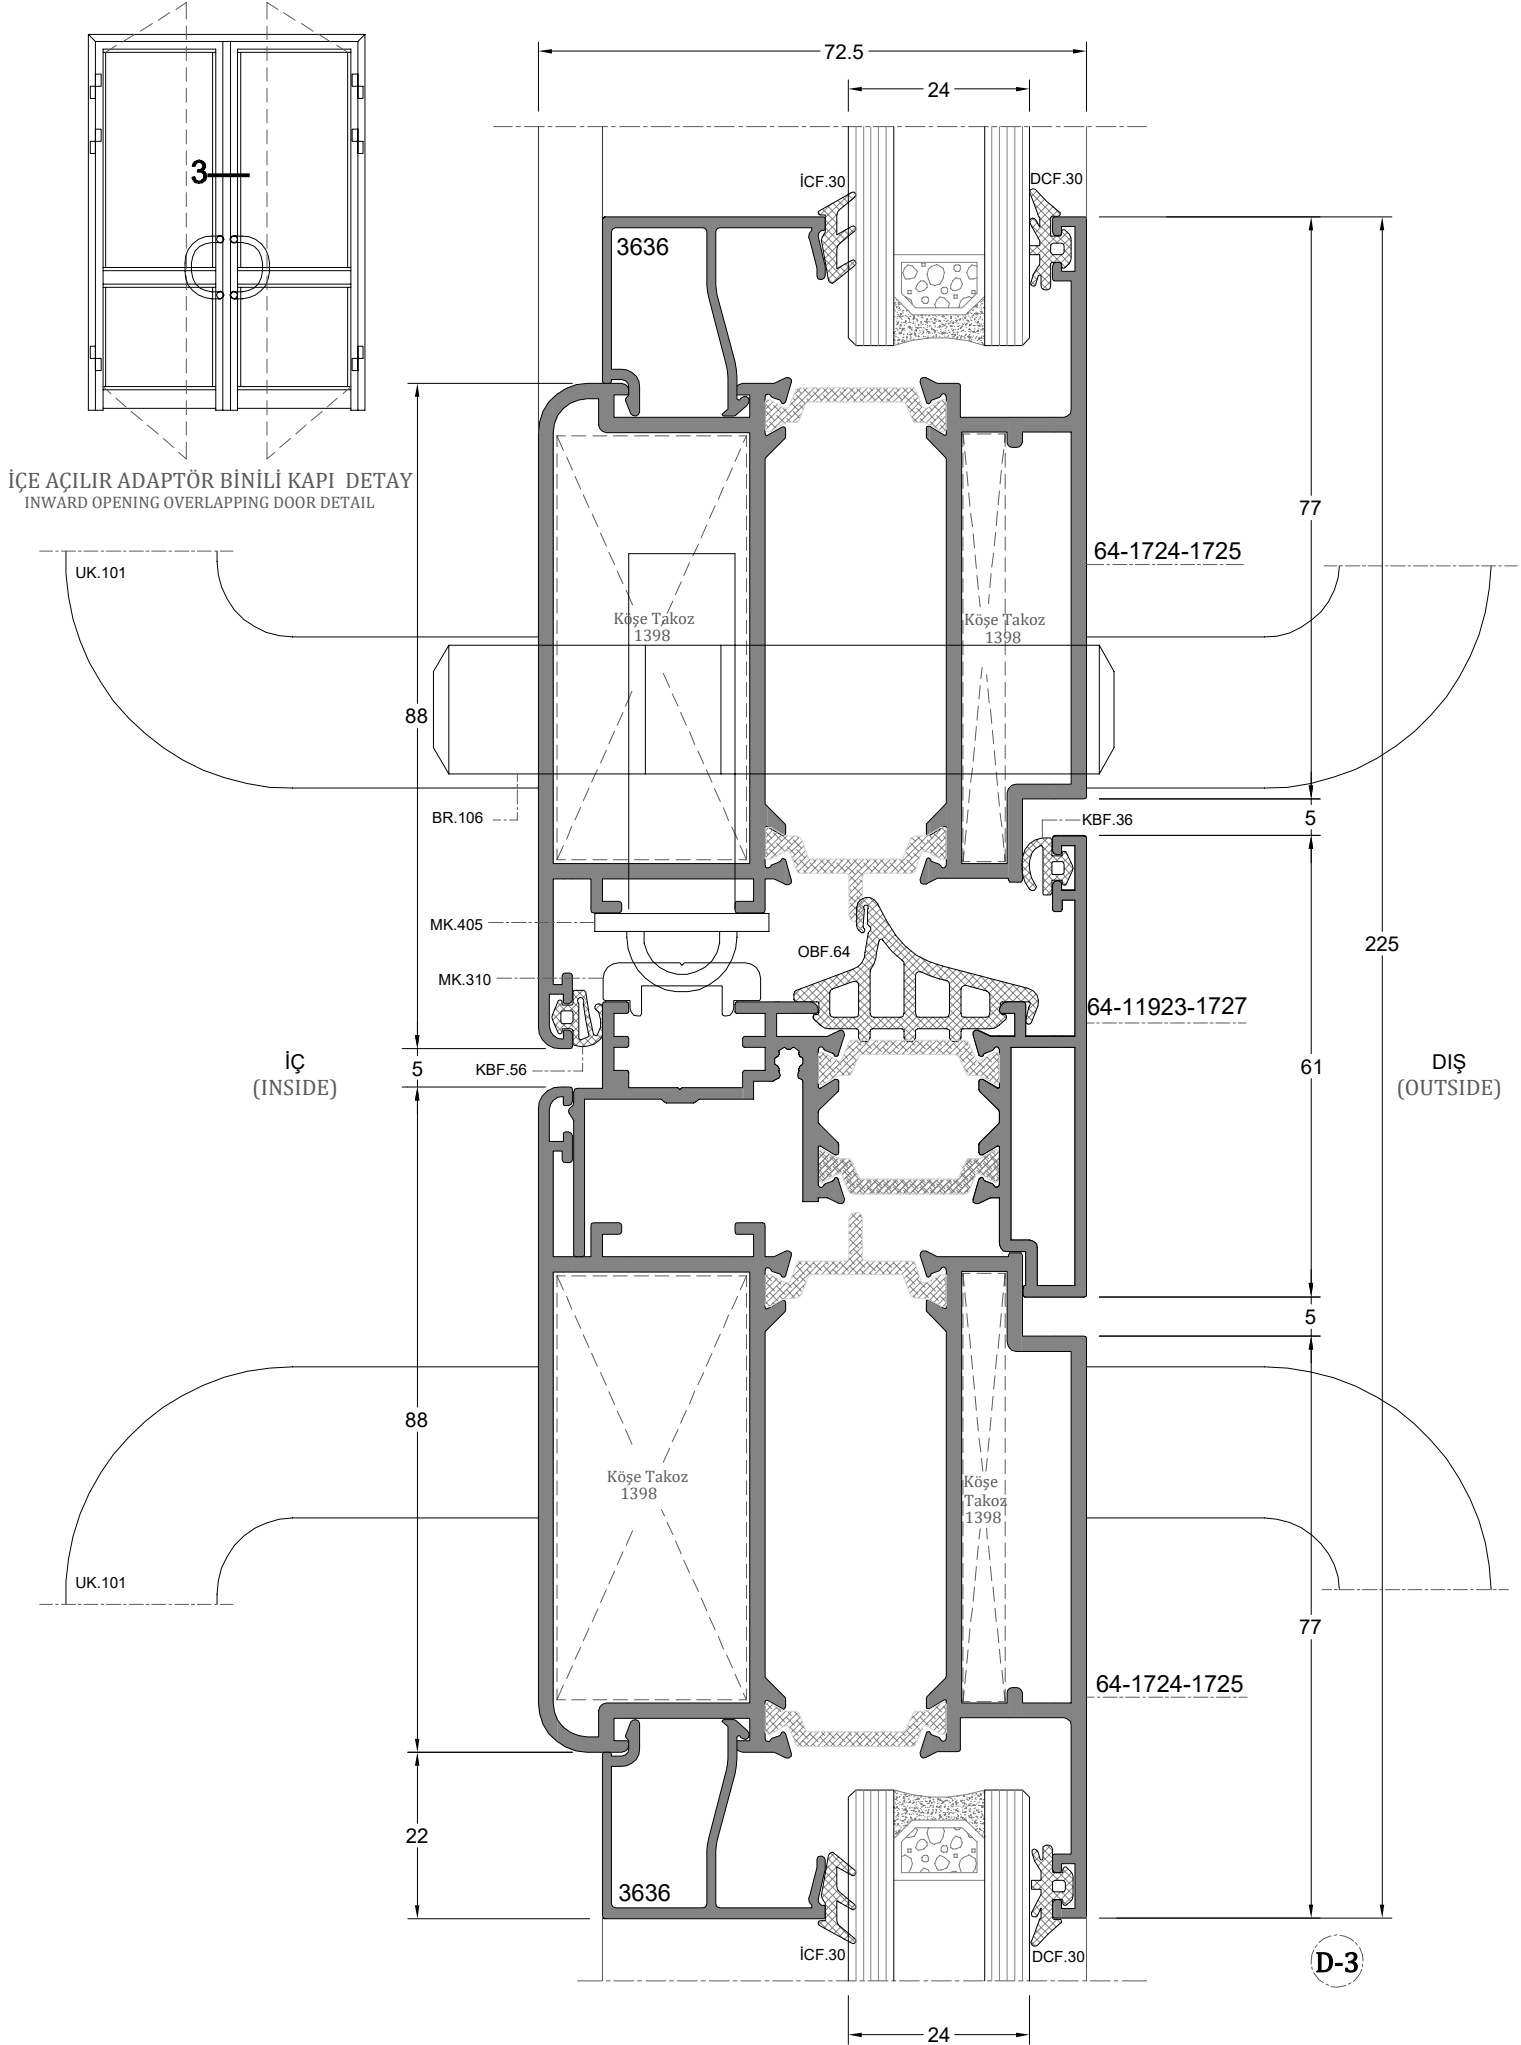 72.5
24
İCF.30
DCF.30
3
3636
İÇE AÇILIR ADAPTÖR BİNİLİ KAPI DETAY
INWARD OPENING OVERLAPPING DOOR DETAIL
77
64-1724-1725
UK.101
Köşe Takoz
1398
Köşe Takoz
1398
88
BR.106
5
KBF.36
MK.405
OBF.64
225
MK.310
64-11923-1727
İÇ
(INSIDE)
5
KBF.56
61
DIŞ
(OUTSIDE)
5
88
Köşe Takoz
1398
Köşe
Takoz
1398
UK.101
77
64-1724-1725
22
3636
İCF.30
DCF.30
D-3
24